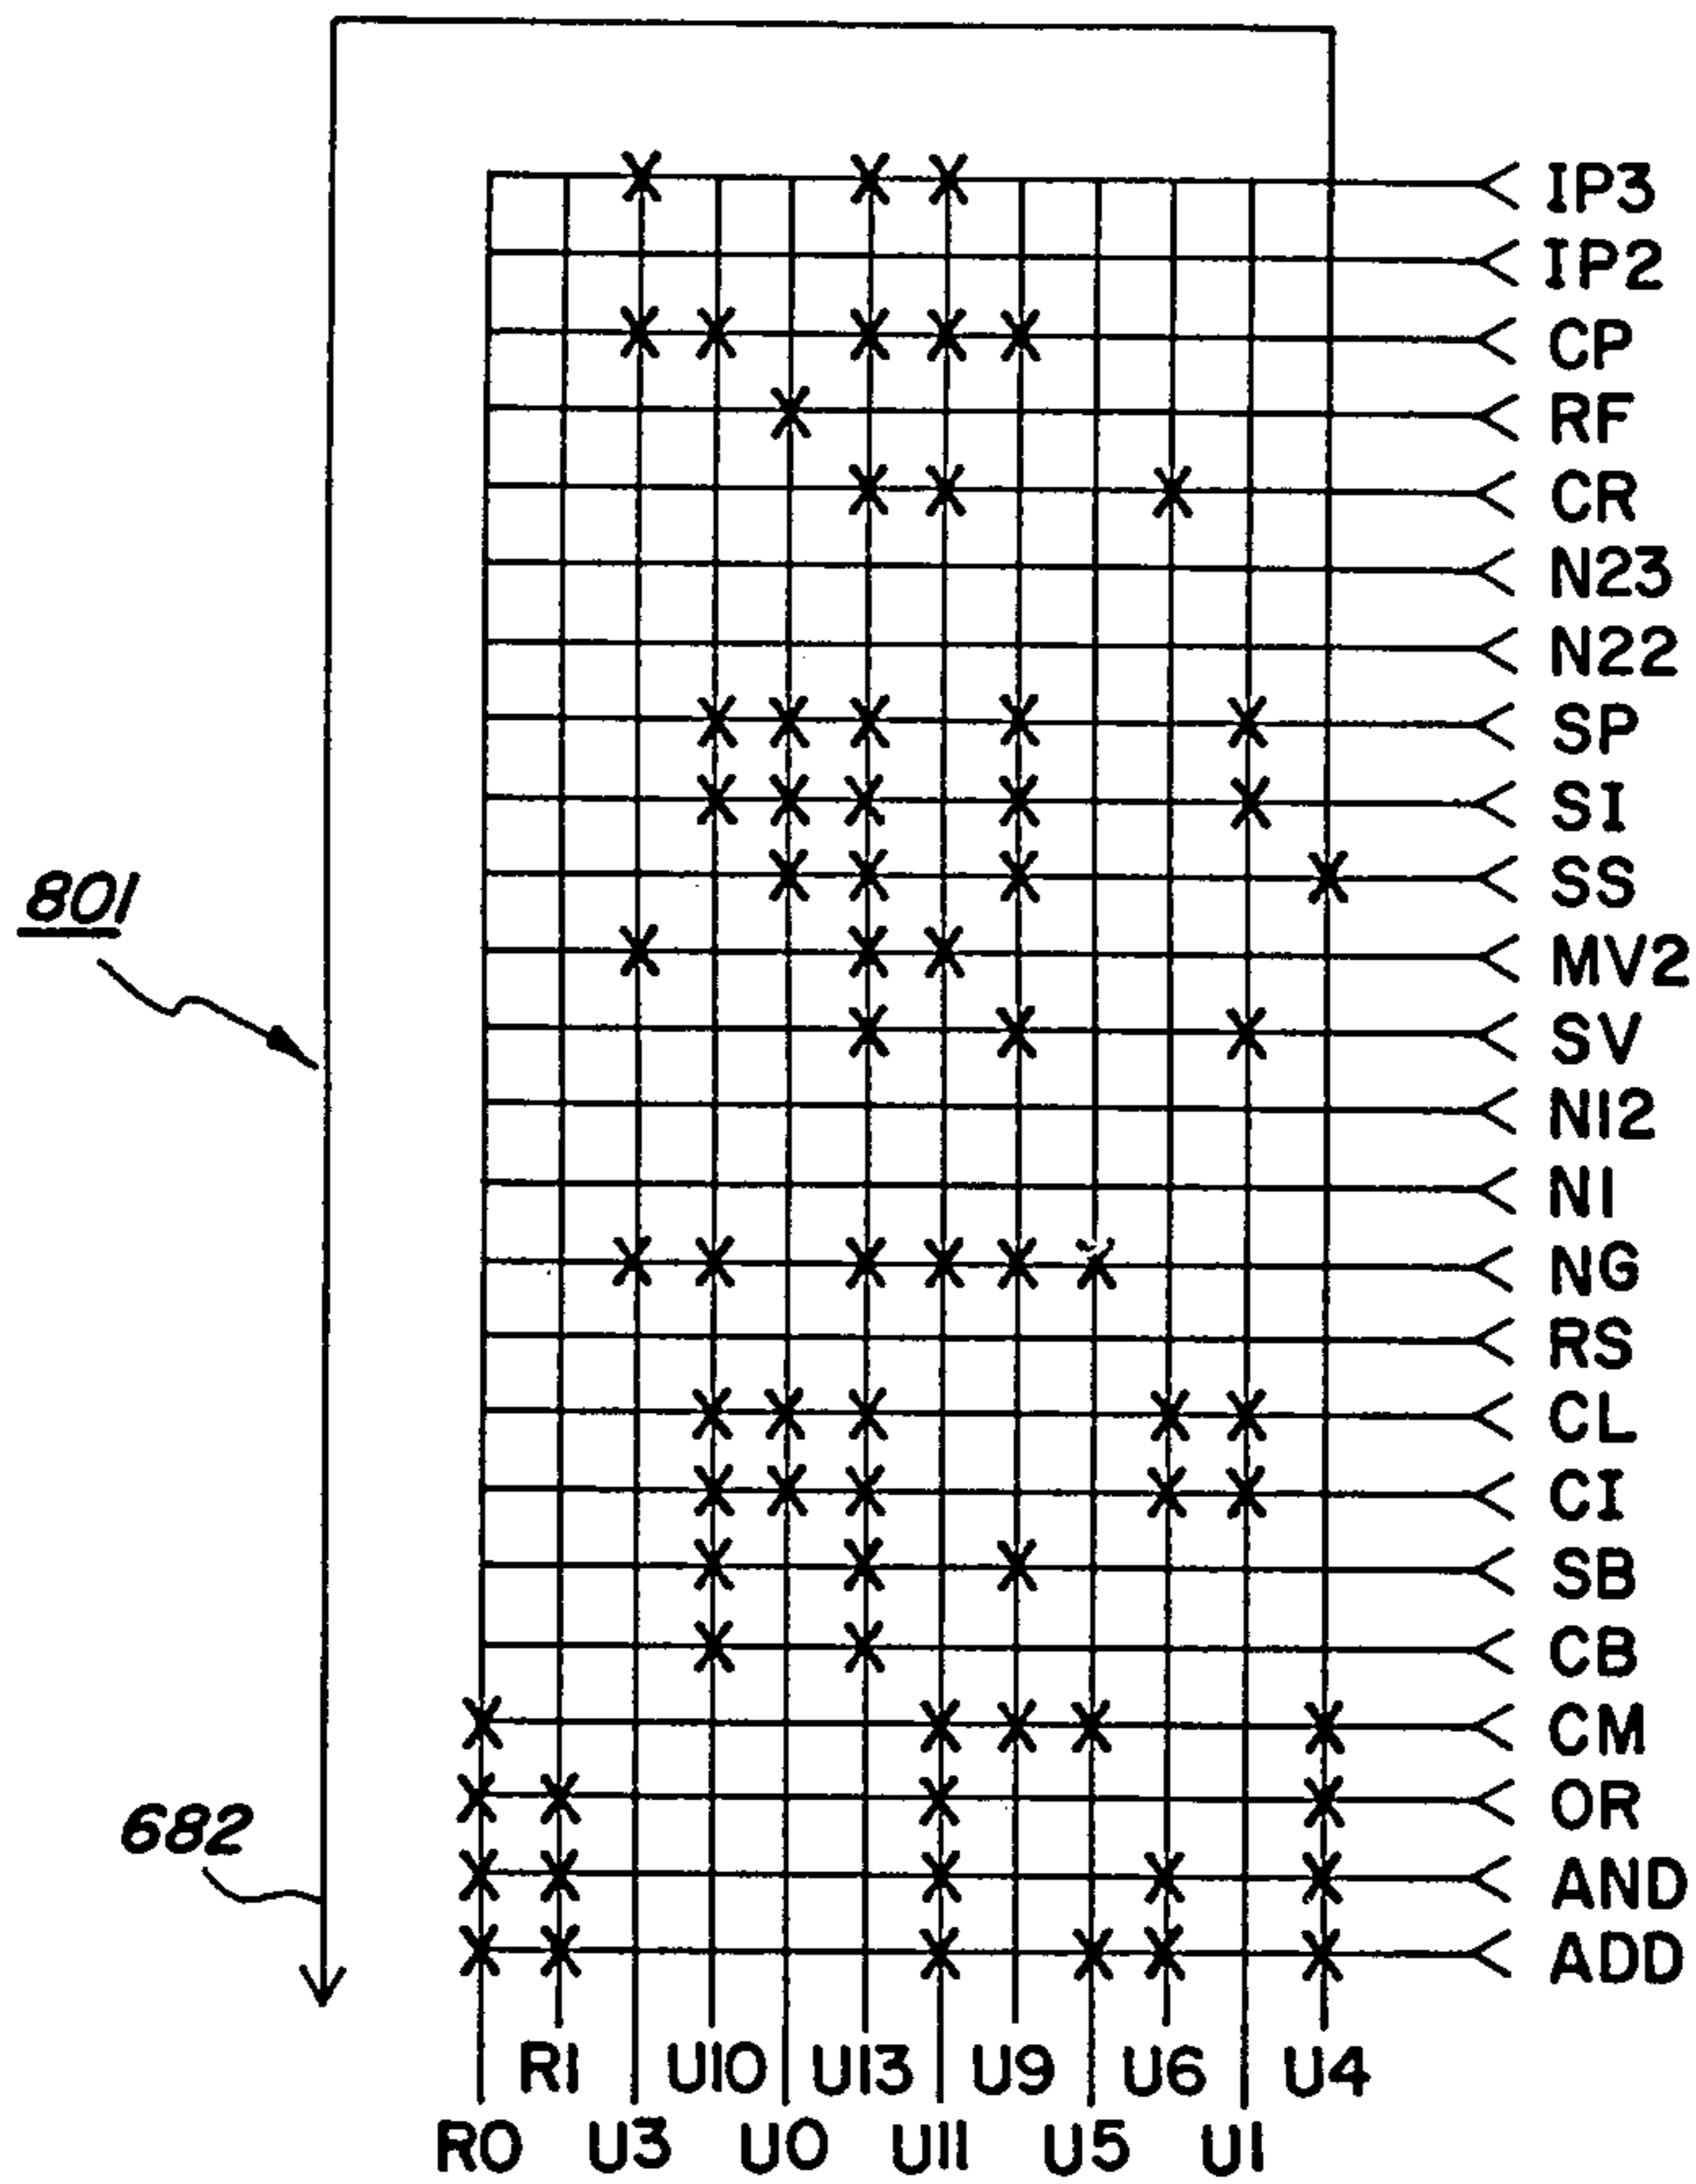 IP3
IP2
CP
RF
CR
N23
N22
SP
SI
SS
801
MV2
SV
N12
N1
NG
RS
CL
CI
SB
CB
CM
OR
682
AND
ADD
R1 U10 U13 U9 U6 U4
R0 U3 U0 U11 U5 U1